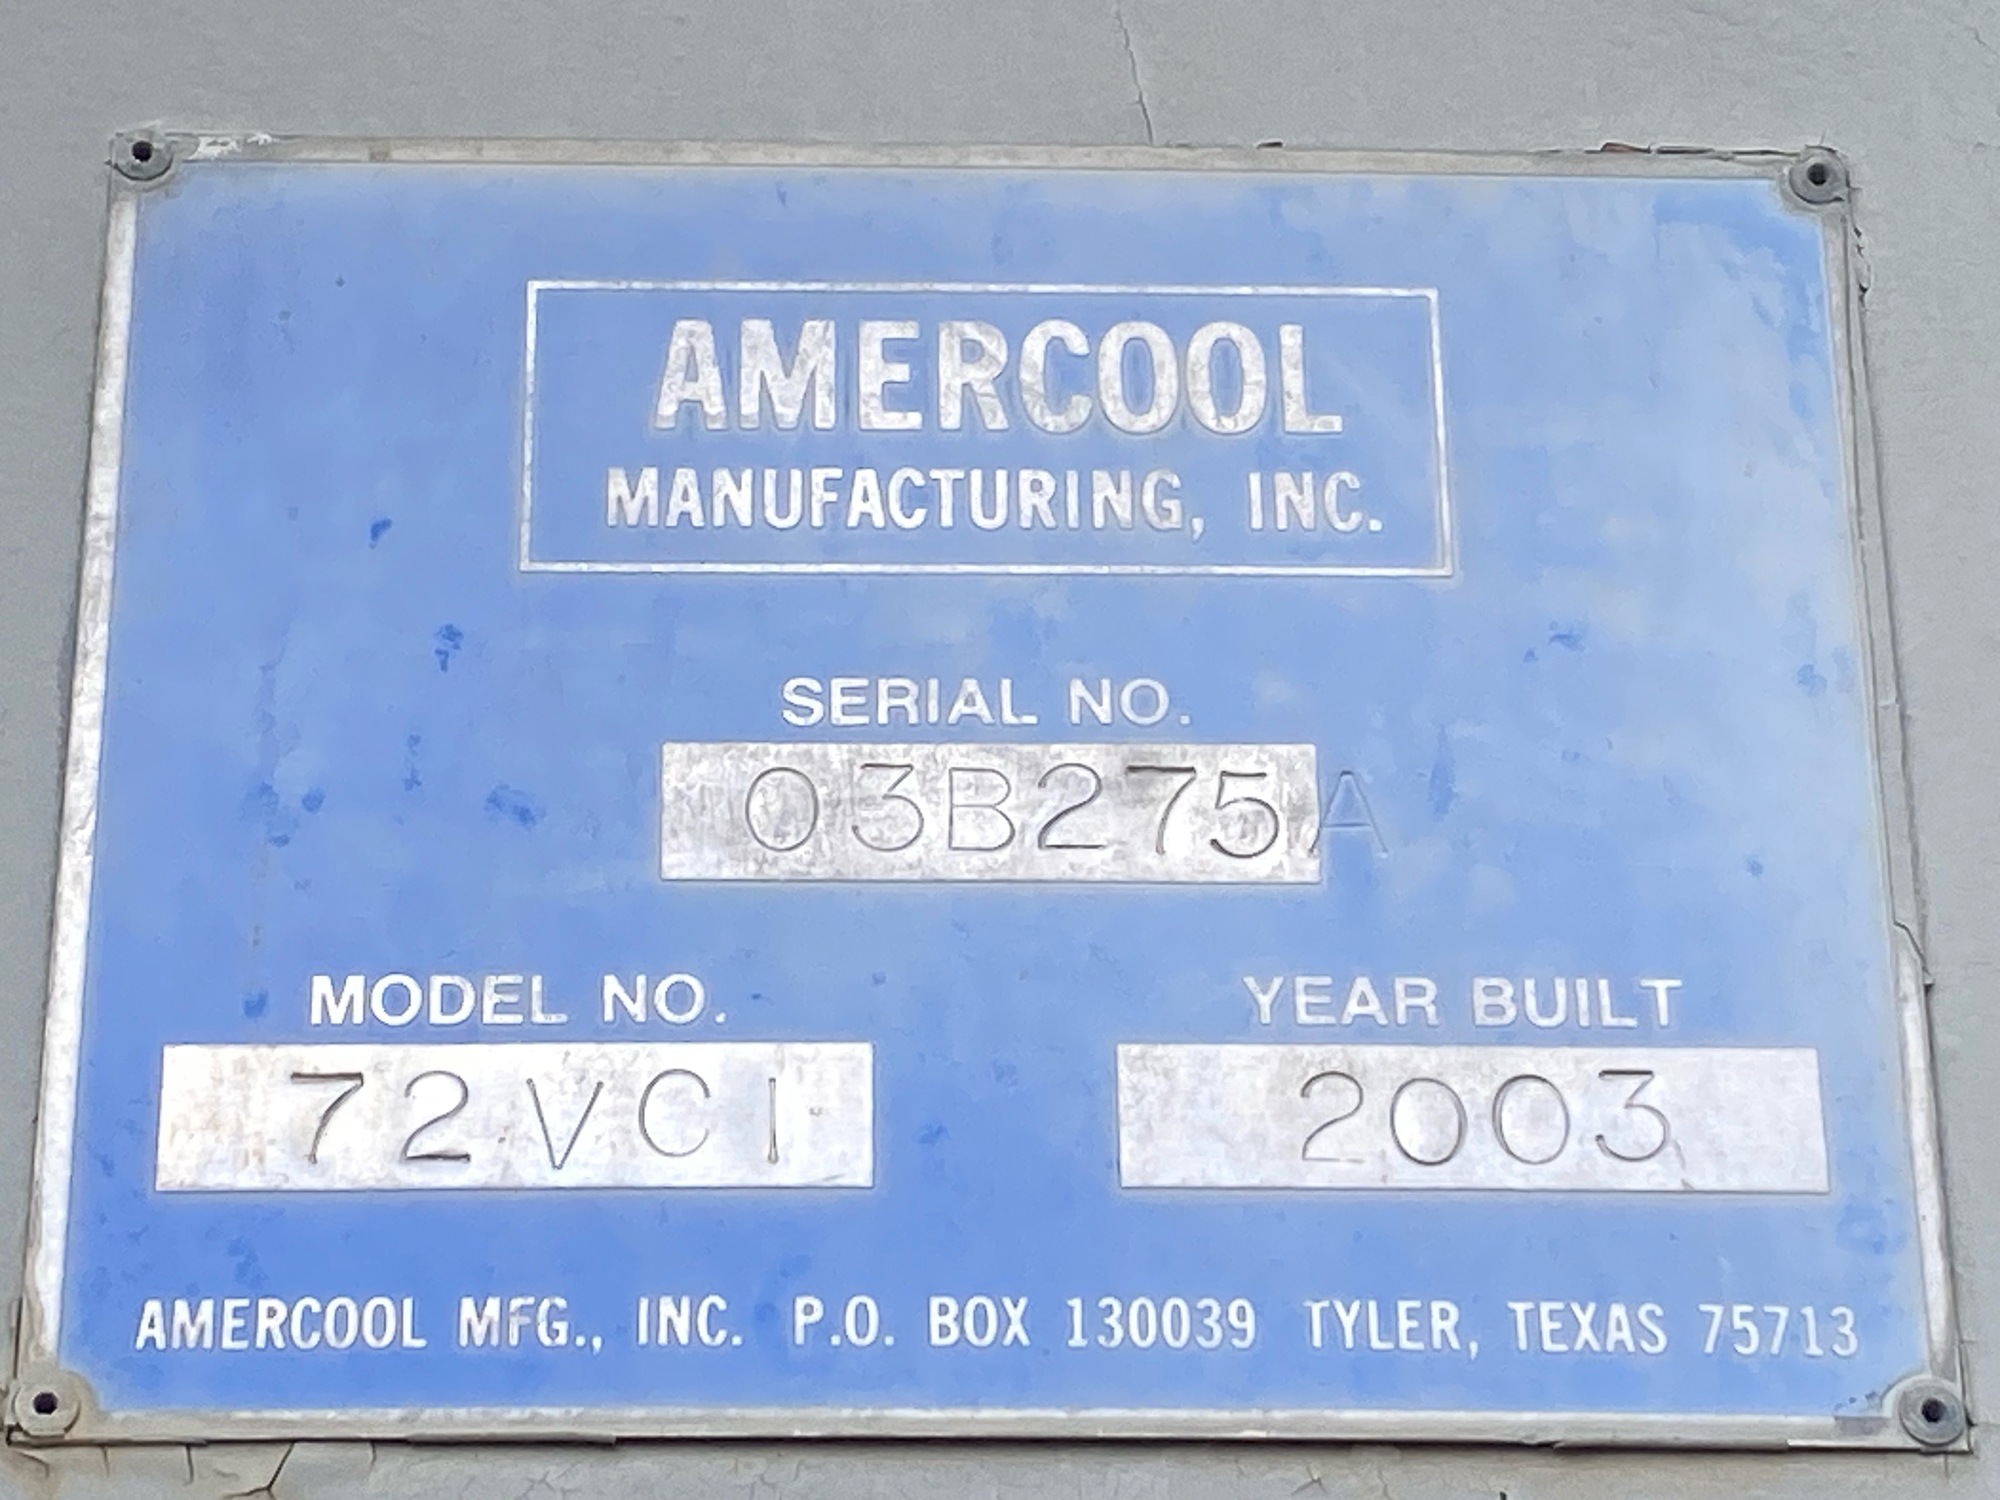 AMERCOOL
MANUFACTURING, INC.
SERIAL NO.
03B275A
MODEL NO.
72VCI
YEAR BUILT
2003
AMERCOOL MFG., INC. P.O. BOX 130039 TYLER, TEXAS 75713